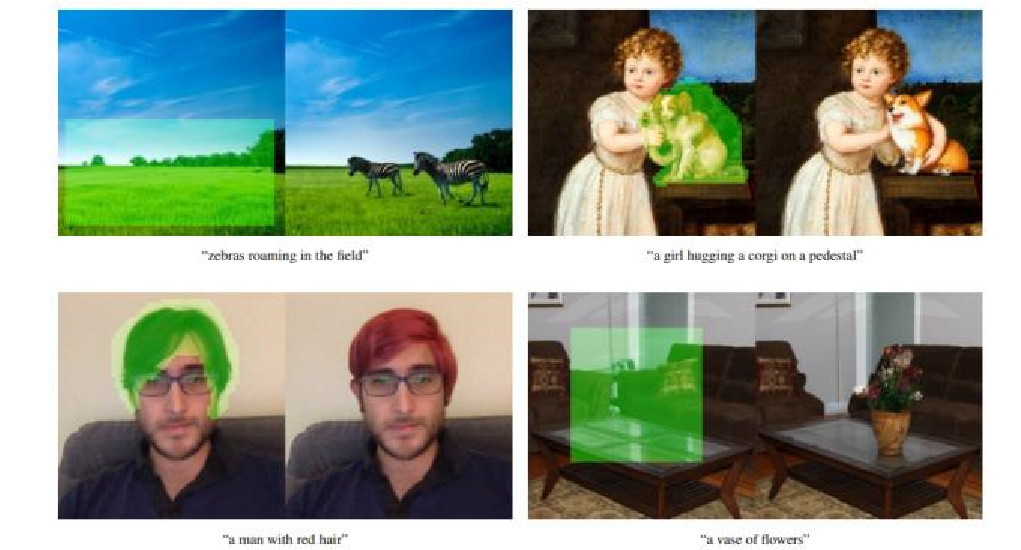 “zebras roaming in the field”
“a girl hugging a corgi on a pedestal”
“a man with red hair”
“a vase of flowers”